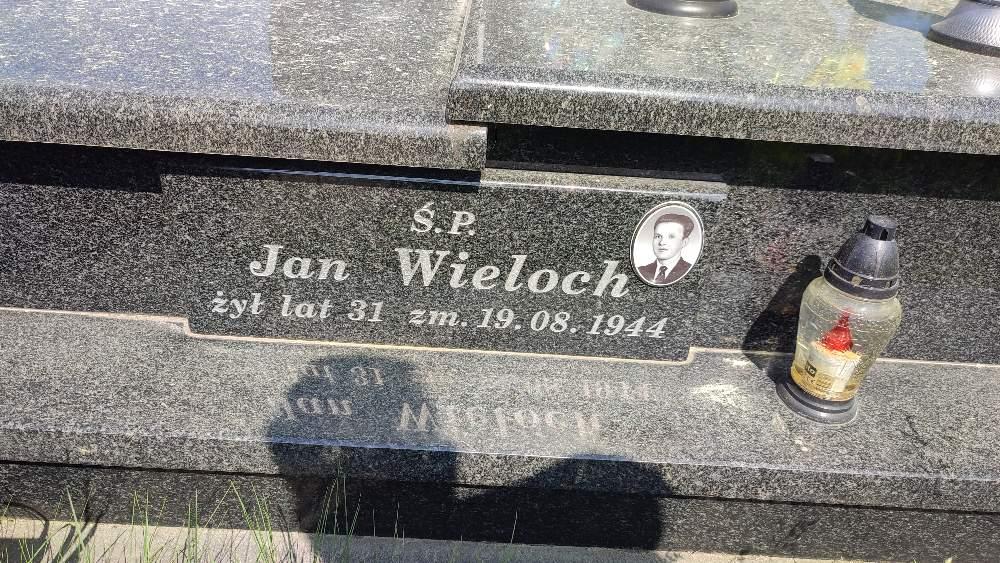 Ś.P.
Jan Wieloch
żył lat 31 zm. 19.08.1944